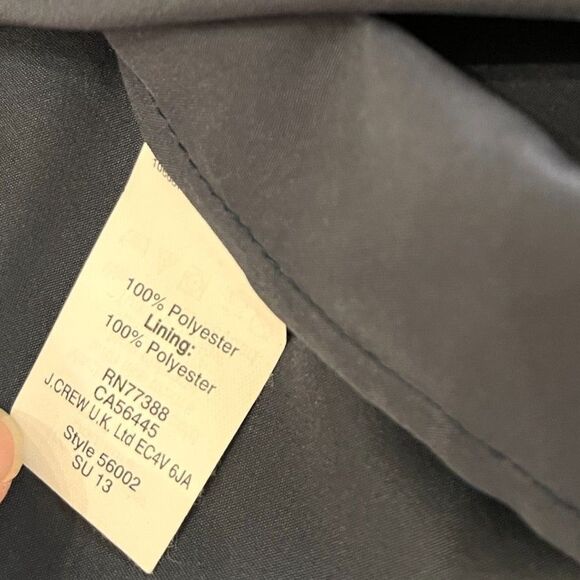 100% Polyester
Lining:
100% Polyester
RN77388
CA56445
J.CREW U.K. Ltd EC4V 6JA
Style 56002
SU 13